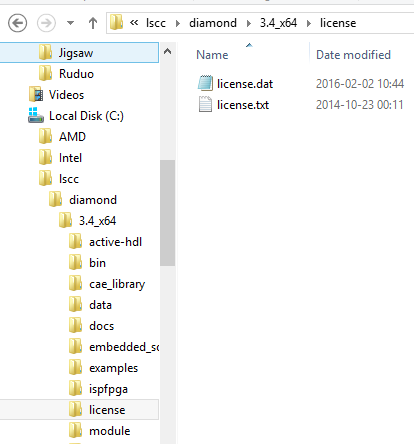 « lscc ▸ diamond ▸ 3.4_x64 ▸ license
Name Date modified
license.dat 2016-02-02 10:44
license.txt 2014-10-23 00:11
Jigsaw
Ruduo
Videos
Local Disk (C:)
AMD
Intel
lscc
diamond
3.4_x64
active-hdl
bin
cae_library
data
docs
embedded_so
examples
ispfpga
license
module